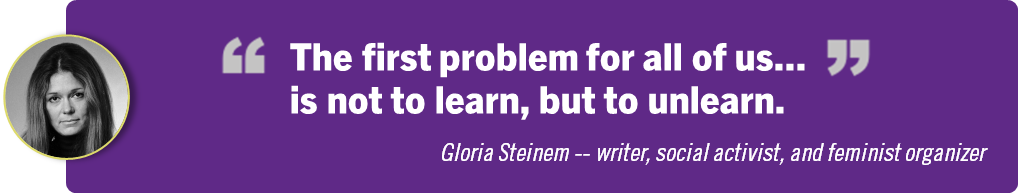 “ The first problem for all of us... ”
is not to learn, but to unlearn.
Gloria Steinem -- writer, social activist, and feminist organizer